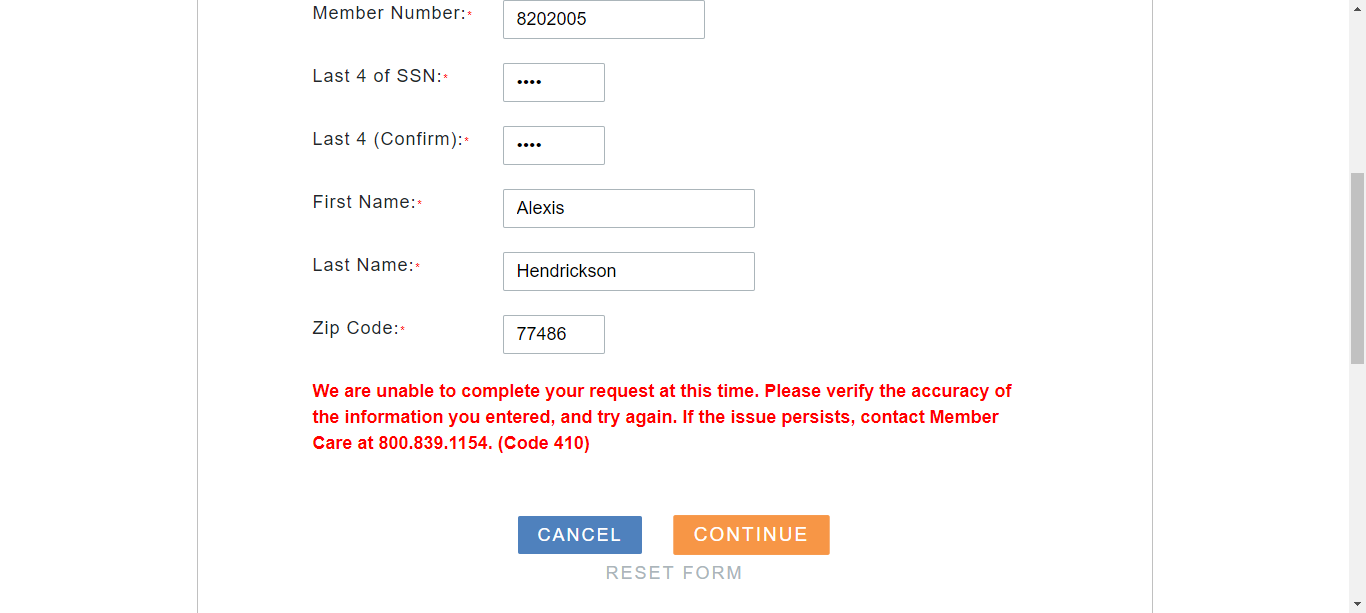 Member Number:* 8202005
Last 4 of SSN:* ••••
Last 4 (Confirm):* ••••
First Name:* Alexis
Last Name:* Hendrickson
Zip Code:* 77486
We are unable to complete your request at this time. Please verify the accuracy of
the information you entered, and try again. If the issue persists, contact Member
Care at 800.839.1154. (Code 410)
CANCEL CONTINUE
RESET FORM